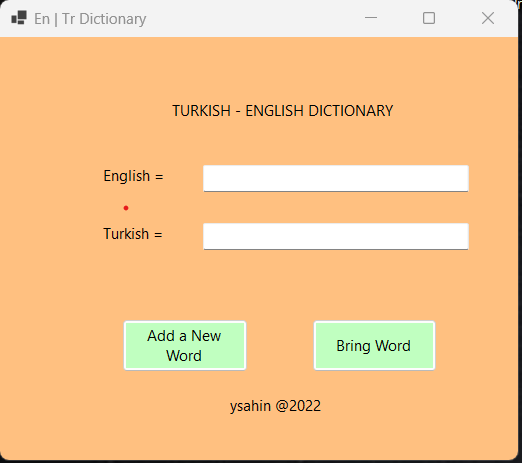 En | Tr Dictionary
TURKISH - ENGLISH DICTIONARY
English =
Turkish =
Add a New
Word
Bring Word
ysahin @2022